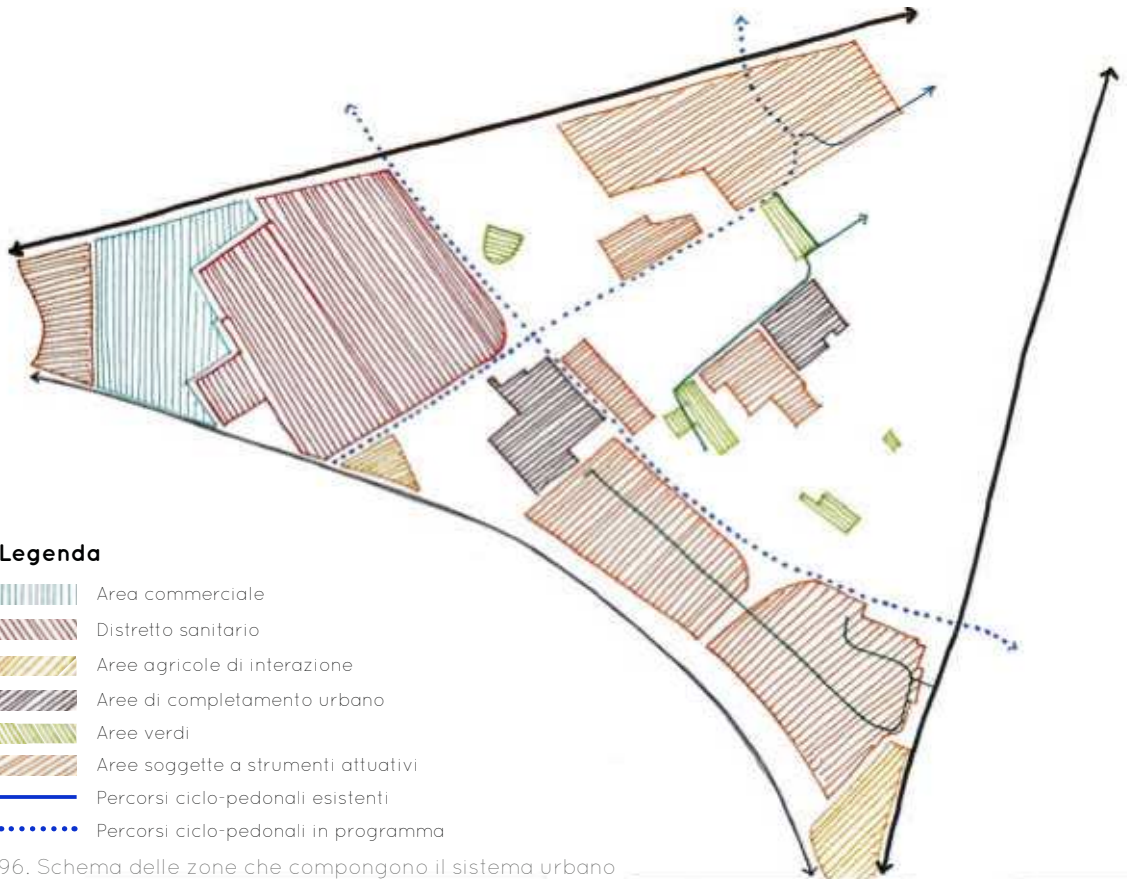 Legenda
Area commerciale
Distretto sanitario
Aree agricole di interazione
Aree di completamento urbano
Aree verdi
Aree soggette a strumenti attuativi
Percorsi ciclo-pedonali esistenti
Percorsi ciclo-pedonali in programma
96. Schema delle zone che compongono il sistema urbano